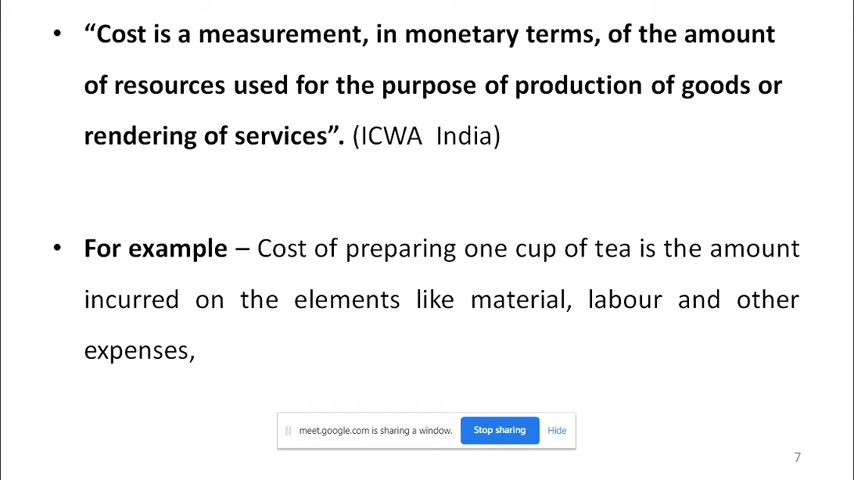 • “Cost is a measurement, in monetary terms, of the amount
of resources used for the purpose of production of goods or
rendering of services”. (ICWA India)
• For example – Cost of preparing one cup of tea is the amount
incurred on the elements like material, labour and other
expenses,
meet.google.com is sharing a window. Stop sharing Hide
7